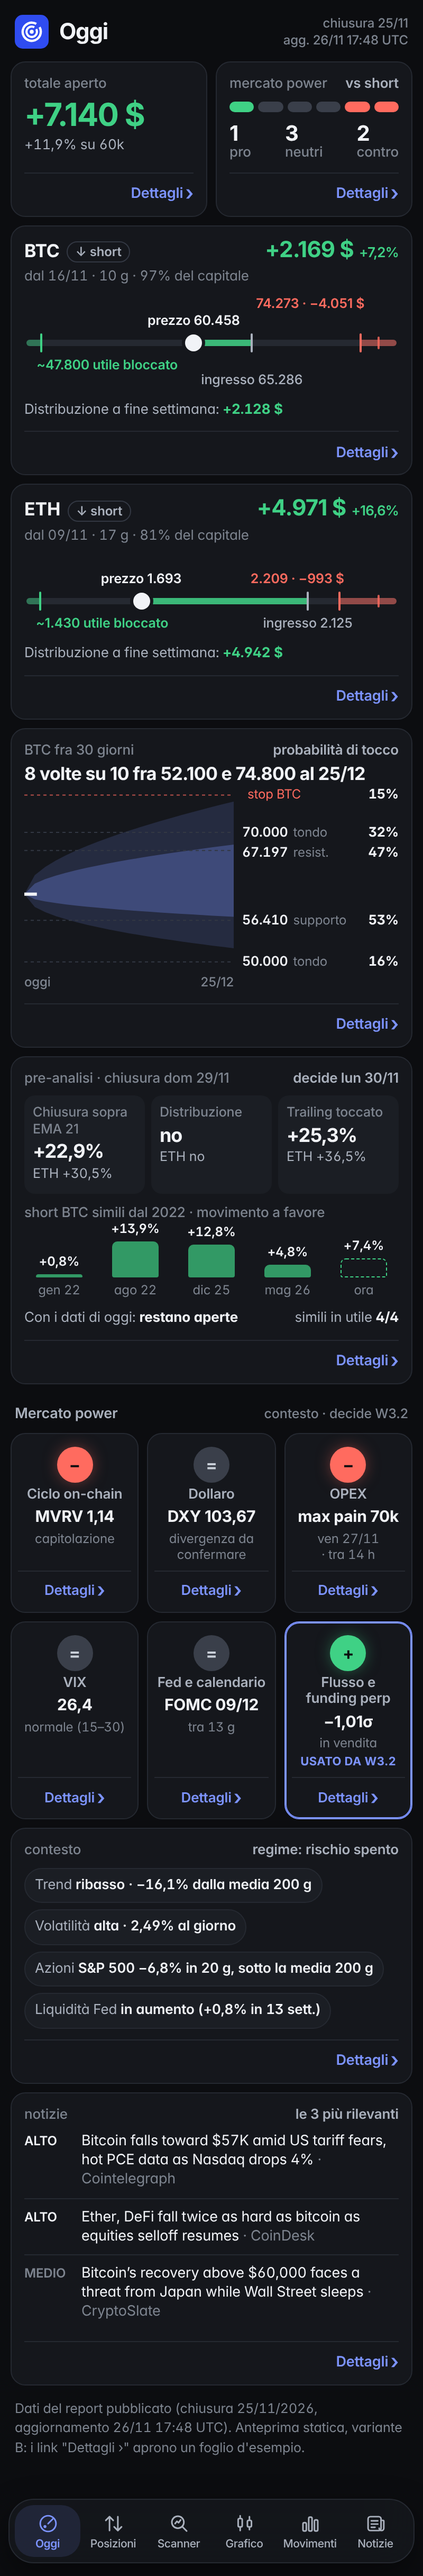 Oggi
chiusura 25/11
agg. 26/11 17:48 UTC
totale aperto
+7.140 $
+11,9% su 60k
Dettagli ›
mercato power vs short
1 3 2
pro neutri contro
Dettagli ›
BTC ↓ short +2.169 $ +7,2%
dal 16/11 · 10 g · 97% del capitale
74.273 · −4.051 $
prezzo 60.458
~47.800 utile bloccato
ingresso 65.286
Distribuzione a fine settimana: +2.128 $
Dettagli ›
ETH ↓ short +4.971 $ +16,6%
dal 09/11 · 17 g · 81% del capitale
prezzo 1.693 2.209 · −993 $
~1.430 utile bloccato ingresso 2.125
Distribuzione a fine settimana: +4.942 $
Dettagli ›
BTC fra 30 giorni probabilità di tocco
8 volte su 10 fra 52.100 e 74.800 al 25/12
stop BTC 15%
70.000 tondo 32%
67.197 resist. 47%
56.410 supporto 53%
50.000 tondo 16%
oggi 25/12
Dettagli ›
pre-analisi · chiusura dom 29/11 decide lun 30/11
Chiusura sopra
EMA 21
+22,9%
ETH +30,5%
Distribuzione
no
ETH no
Trailing toccato
+25,3%
ETH +36,5%
short BTC simili dal 2022 · movimento a favore
+0,8% +13,9% +12,8% +4,8% +7,4%
gen 22 ago 22 dic 25 mag 26 ora
Con i dati di oggi: restano aperte simili in utile 4/4
Dettagli ›
Mercato power contesto · decide W3.2
−
Ciclo on-chain
MVRV 1,14
capitolazione
Dettagli ›
=
Dollaro
DXY 103,67
divergenza da
confermare
Dettagli ›
−
OPEX
max pain 70k
ven 27/11
· tra 14 h
Dettagli ›
=
VIX
26,4
normale (15–30)
Dettagli ›
=
Fed e calendario
FOMC 09/12
tra 13 g
Dettagli ›
+
Flusso e
funding perp
−1,01σ
in vendita
USATO DA W3.2
Dettagli ›
contesto regime: rischio spento
Trend ribasso · −16,1% dalla media 200 g
Volatilità alta · 2,49% al giorno
Azioni S&P 500 −6,8% in 20 g, sotto la media 200 g
Liquidità Fed in aumento (+0,8% in 13 sett.)
Dettagli ›
notizie le 3 più rilevanti
ALTO Bitcoin falls toward $57K amid US tariff fears,
hot PCE data as Nasdaq drops 4% ·
Cointelegraph
ALTO Ether, DeFi fall twice as hard as bitcoin as
equities selloff resumes · CoinDesk
MEDIO Bitcoin’s recovery above $60,000 faces a
threat from Japan while Wall Street sleeps ·
CryptoSlate
Dettagli ›
Dati del report pubblicato (chiusura 25/11/2026,
aggiornamento 26/11 17:48 UTC). Anteprima statica, variante
B: i link "Dettagli ›" aprono un foglio d'esempio.
Oggi Posizioni Scanner Grafico Movimenti Notizie